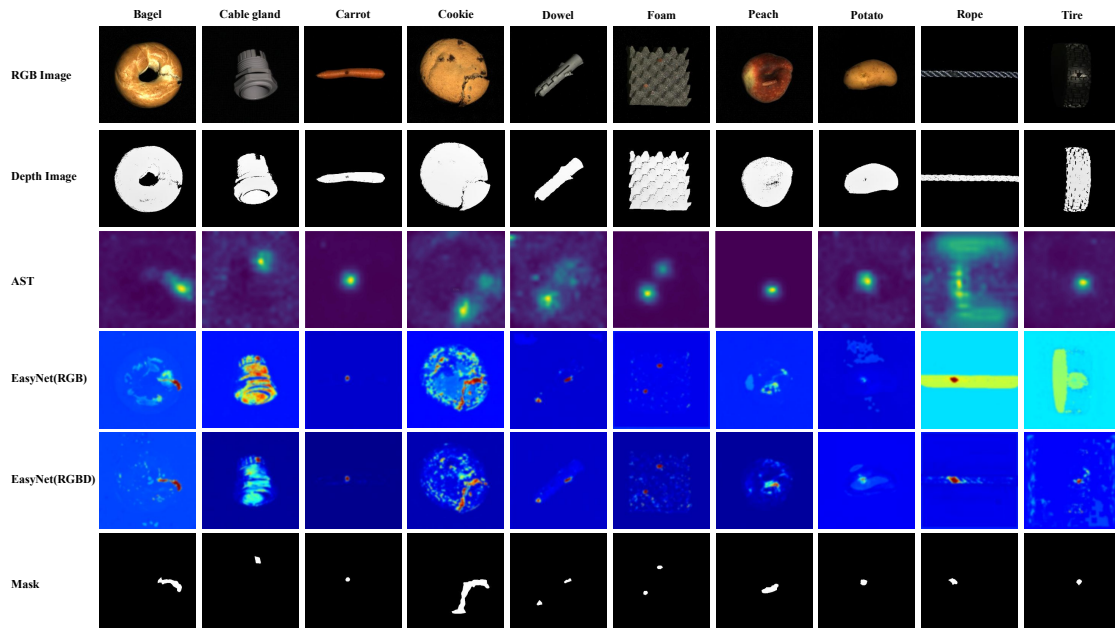 Bagel Cable gland Carrot Cookie Dowel Foam Peach Potato Rope Tire
RGB Image
Depth Image
AST
EasyNet(RGB)
EasyNet(RGBD)
Mask